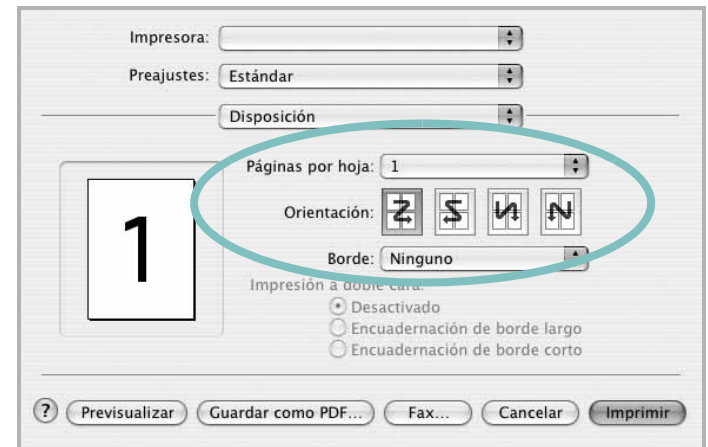 Impresora:
Preajustes: Estándar
Disposición
Páginas por hoja: 1
1
Orientación:
Borde: Ninguno
Impresión a doble cara:
Desactivado
Encuadernación de borde largo
Encuadernación de borde corto
? Previsualizar Guardar como PDF... Fax... Cancelar Imprimir